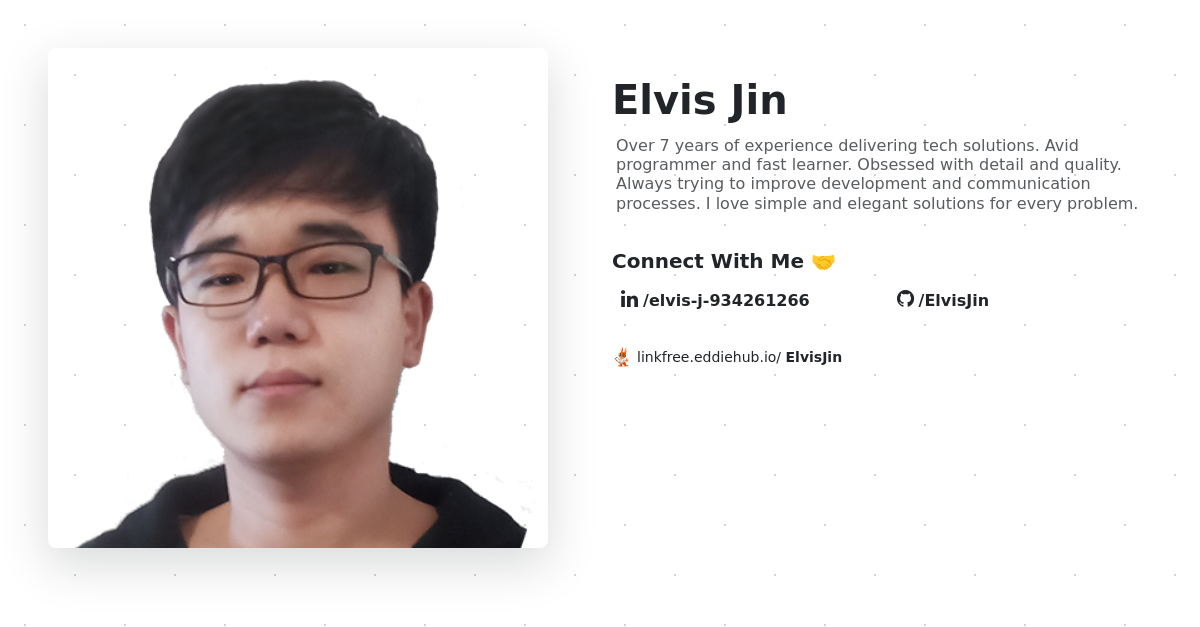 Elvis Jin
Over 7 years of experience delivering tech solutions. Avid
programmer and fast learner. Obsessed with detail and quality.
Always trying to improve development and communication
processes. I love simple and elegant solutions for every problem.
Connect With Me 🤝
/elvis-j-934261266
/ElvisJin
linkfree.eddiehub.io/ ElvisJin